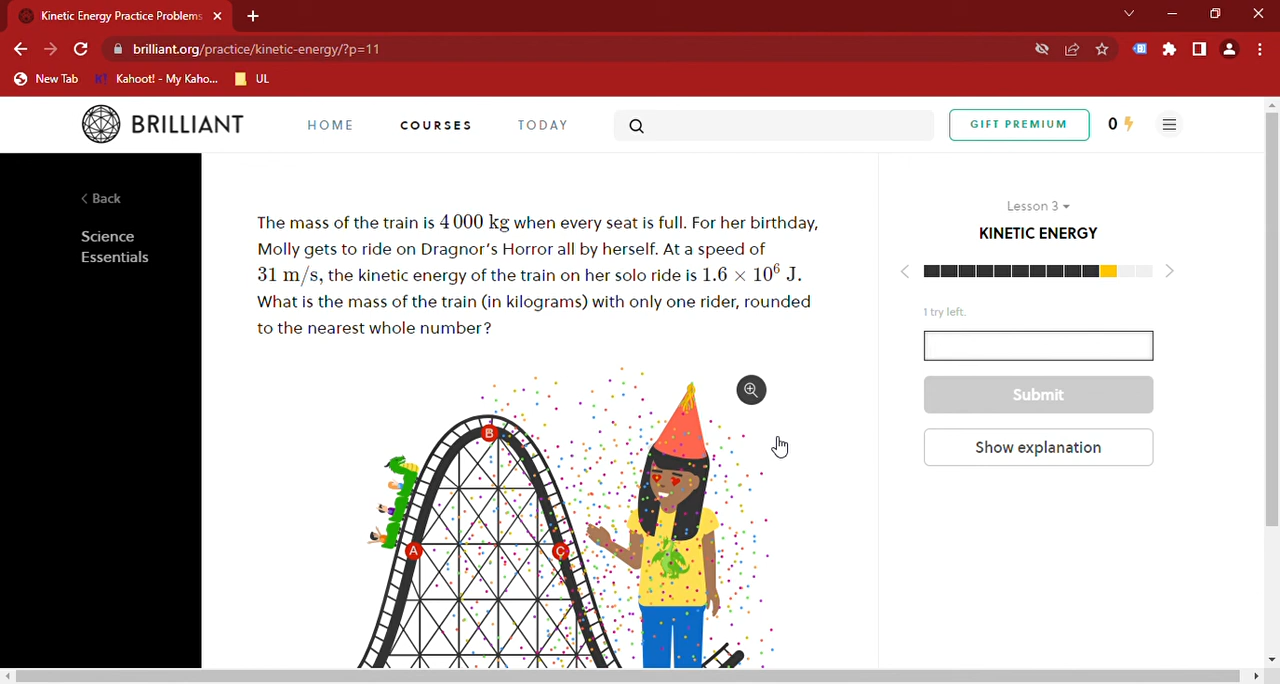 Kinetic Energy Practice Problems
brilliant.org/practice/kinetic-energy/?p=11
New Tab
Kahoot! - My Kaho...
UL
BRILLIANT
HOME
COURSES
TODAY
GIFT PREMIUM
0
Back
Science
Essentials
The mass of the train is 4 000 kg when every seat is full. For her birthday,
Molly gets to ride on Dragnor's Horror all by herself. At a speed of
31 m/s, the kinetic energy of the train on her solo ride is 1.6 × 10⁶ J.
What is the mass of the train (in kilograms) with only one rider, rounded
to the nearest whole number?
B
A
C
Lesson 3
KINETIC ENERGY
1 try left.
Submit
Show explanation